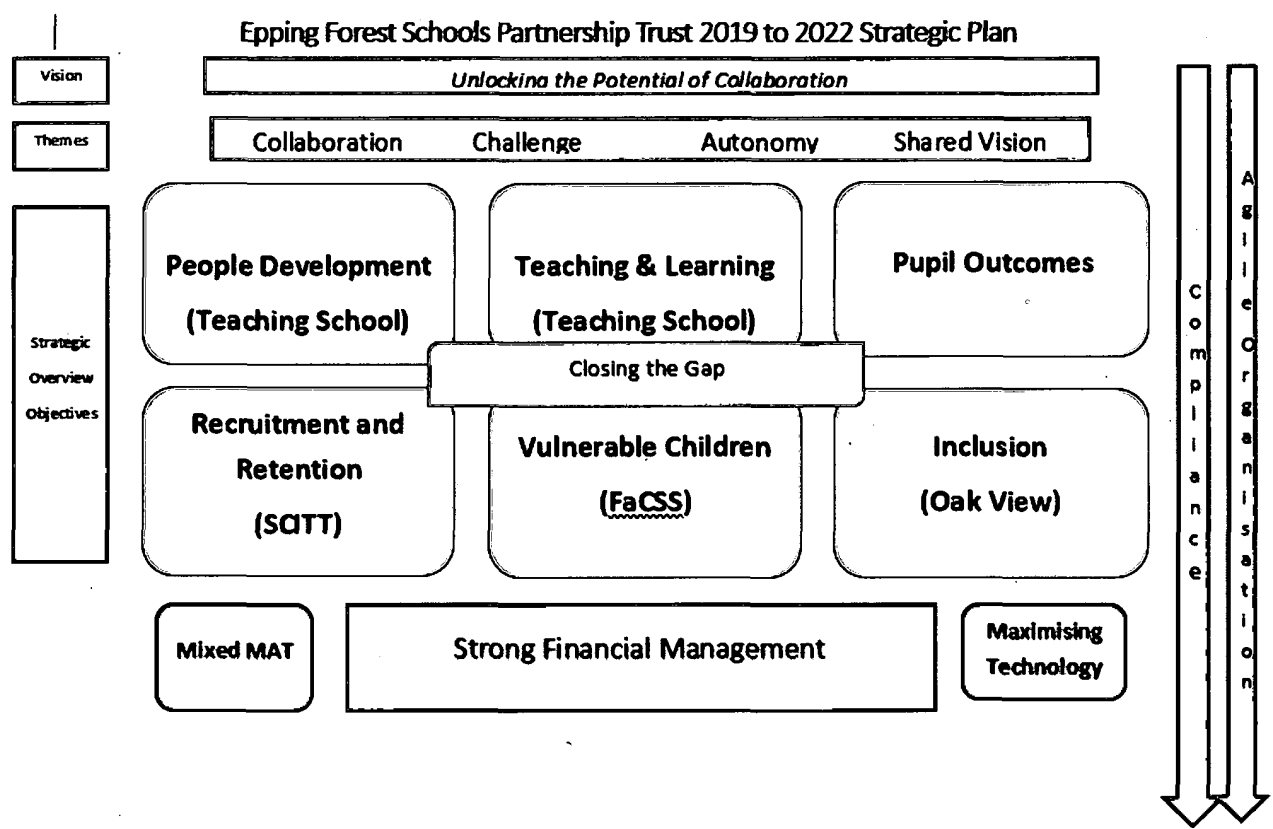 Epping Forest Schools Partnership Trust 2019 to 2022 Strategic Plan
Vision
Unlocking the Potential of Collaboration
Themes
Collaboration Challenge Autonomy Shared Vision
Strategic
Overview
Objectives
People Development
(Teaching School)
Teaching & Learning
(Teaching School)
Pupil Outcomes
Closing the Gap
Recruitment and
Retention
(SCITT)
Vulnerable Children
(FaCSS)
Inclusion
(Oak View)
Mixed MAT
Strong Financial Management
Maximising
Technology
Compliance
Agile Organisation